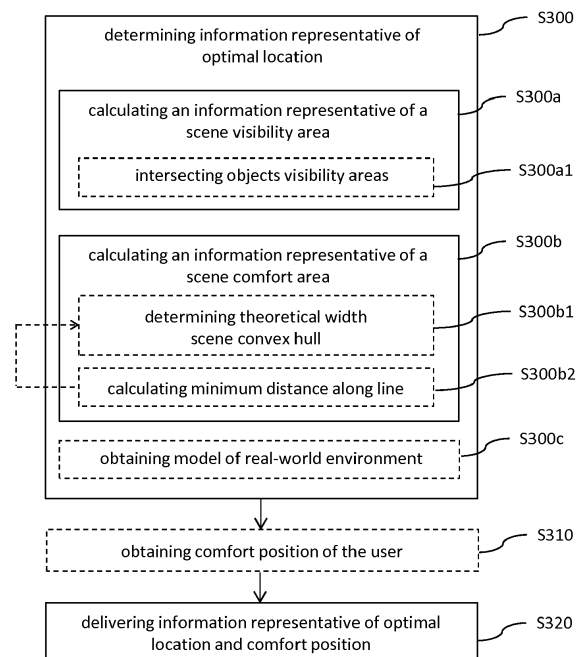 determining information representative of
optimal location
S300
calculating an information representative of a
scene visibility area
S300a
intersecting objects visibility areas
S300a1
calculating an information representative of a
scene comfort area
S300b
determining theoretical width
scene convex hull
S300b1
calculating minimum distance along line
S300b2
obtaining model of real-world environment
S300c
obtaining comfort position of the user
S310
delivering information representative of optimal
location and comfort position
S320